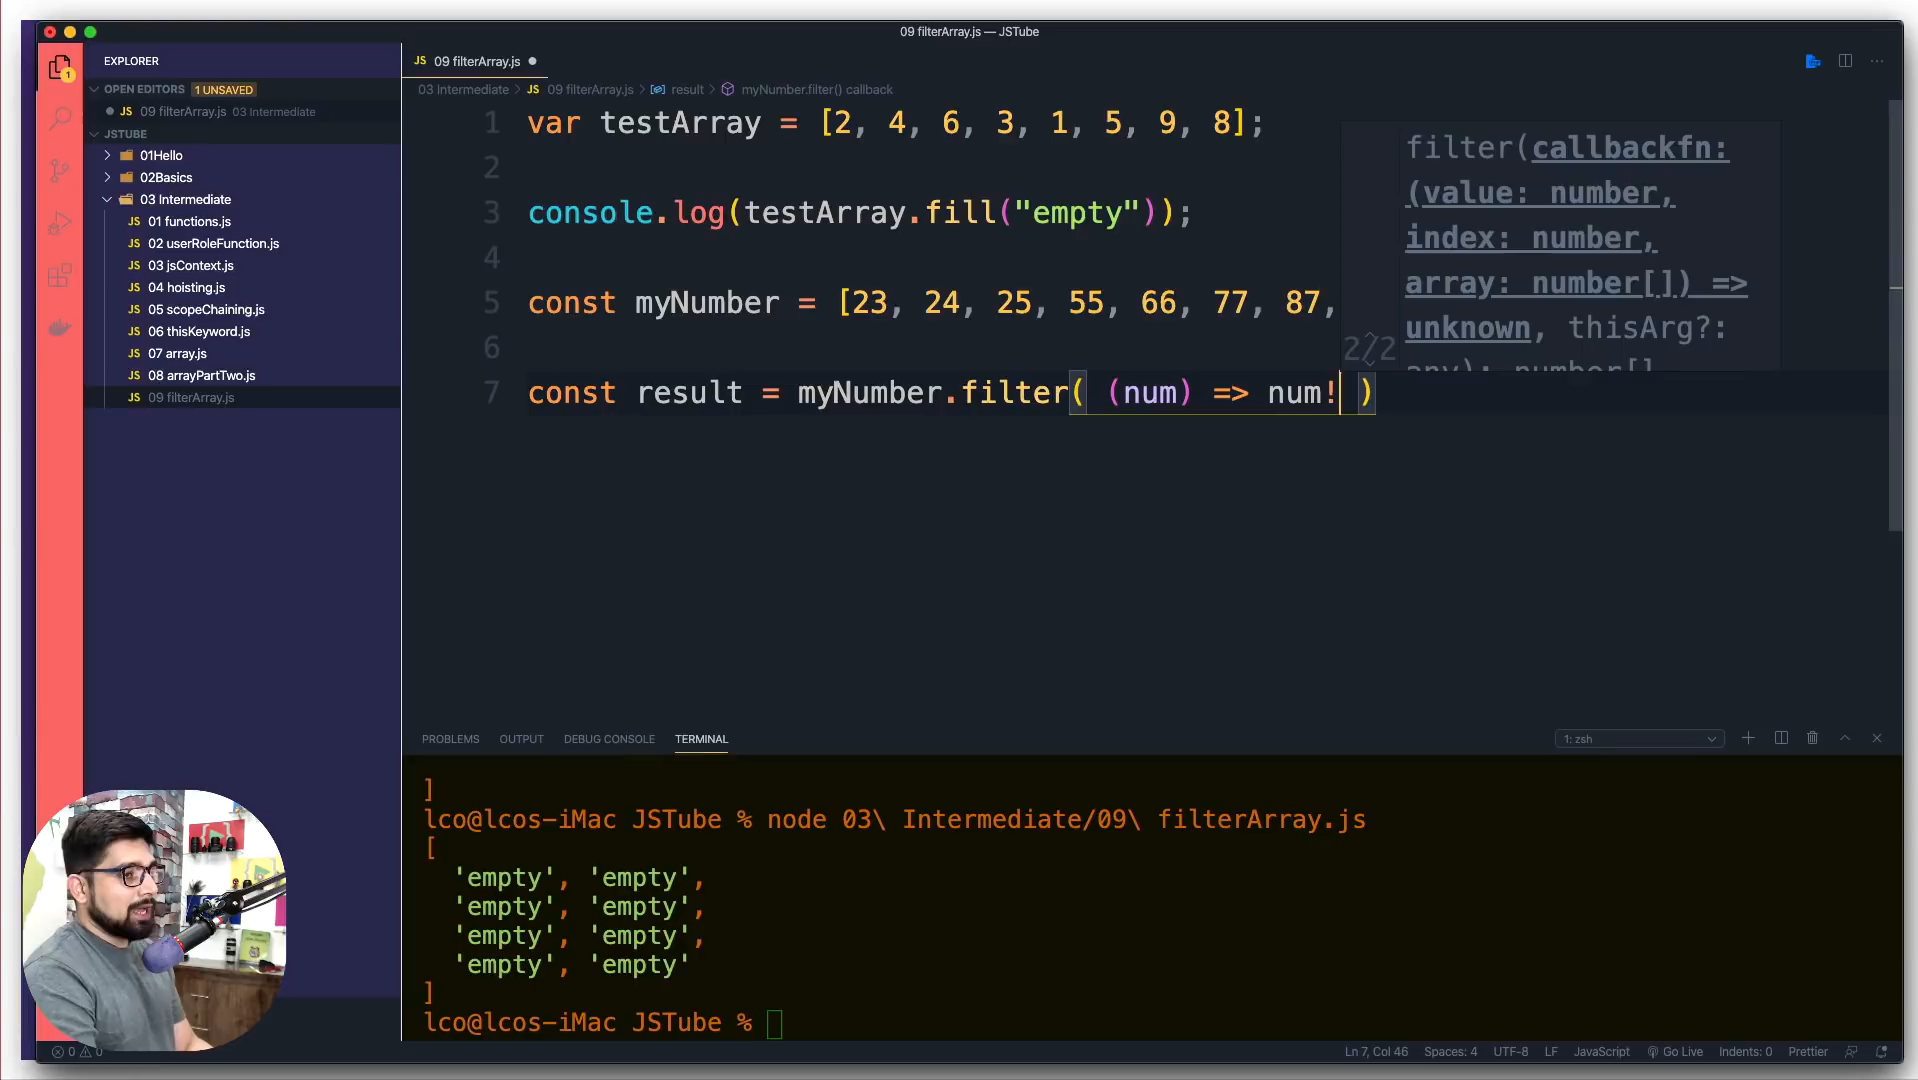 09 filterArray.js — JSTube
EXPLORER
OPEN EDITORS 1 UNSAVED
JS 09 filterArray.js 03 Intermediate
JSTUBE
01Hello
02Basics
03 Intermediate
JS 01 functions.js
JS 02 userRoleFunction.js
JS 03 jsContext.js
JS 04 hoisting.js
JS 05 scopeChaining.js
JS 06 thisKeyword.js
JS 07 array.js
JS 08 arrayPartTwo.js
JS 09 filterArray.js
1
JS 09 filterArray.js
03 Intermediate > JS 09 filterArray.js > result > myNumber.filter() callback
1 var testArray = [2, 4, 6, 3, 1, 5, 9, 8];
2
3 console.log(testArray.fill("empty"));
4
5 const myNumber = [23, 24, 25, 55, 66, 77, 87,
6
7 const result = myNumber.filter( (num) => num! )
2/2
filter(callbackfn:
(value: number,
index: number,
array: number[]) =>
unknown, thisArg?:
any): number[]
PROBLEMS OUTPUT DEBUG CONSOLE TERMINAL
1: zsh
]
lco@lcos-iMac JSTube % node 03\ Intermediate/09\ filterArray.js
[
'empty', 'empty',
'empty', 'empty',
'empty', 'empty',
'empty', 'empty'
]
lco@lcos-iMac JSTube %
0 0
Ln 7, Col 46 Spaces: 4 UTF-8 LF JavaScript Go Live Indents: 0 Prettier